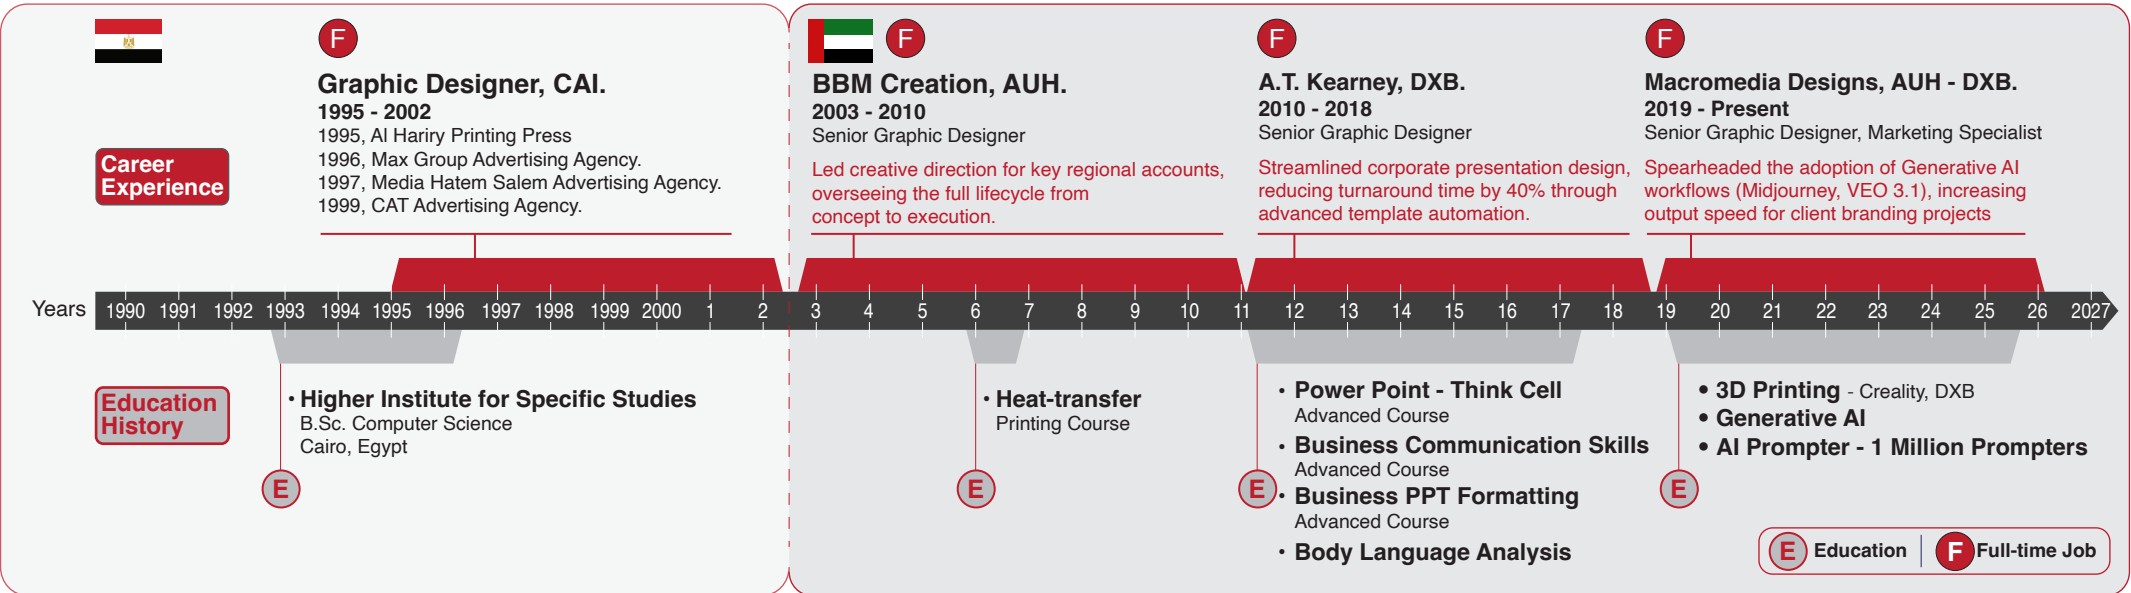 F
Graphic Designer, CAI.
1995 - 2002
1995, Al Hariry Printing Press
1996, Max Group Advertising Agency.
1997, Media Hatem Salem Advertising Agency.
1999, CAT Advertising Agency.
F
BBM Creation, AUH.
2003 - 2010
Senior Graphic Designer
Led creative direction for key regional accounts,
overseeing the full lifecycle from
concept to execution.
F
A.T. Kearney, DXB.
2010 - 2018
Senior Graphic Designer
Streamlined corporate presentation design,
reducing turnaround time by 40% through
advanced template automation.
F
Macromedia Designs, AUH - DXB.
2019 - Present
Senior Graphic Designer, Marketing Specialist
Spearheaded the adoption of Generative AI
workflows (Midjourney, VEO 3.1), increasing
output speed for client branding projects
Career
Experience
Years 1990 1991 1992 1993 1994 1995 1996 1997 1998 1999 2000 1 2 3 4 5 6 7 8 9 10 11 12 13 14 15 16 17 18 19 20 21 22 23 24 25 26 2027
Education
History
• Higher Institute for Specific Studies
B.Sc. Computer Science
Cairo, Egypt
E
• Heat-transfer
Printing Course
E
• Power Point - Think Cell
Advanced Course
• Business Communication Skills
Advanced Course
E
• Business PPT Formatting
Advanced Course
• Body Language Analysis
• 3D Printing - Creality, DXB
• Generative AI
• AI Prompter - 1 Million Prompters
E
E Education | F Full-time Job